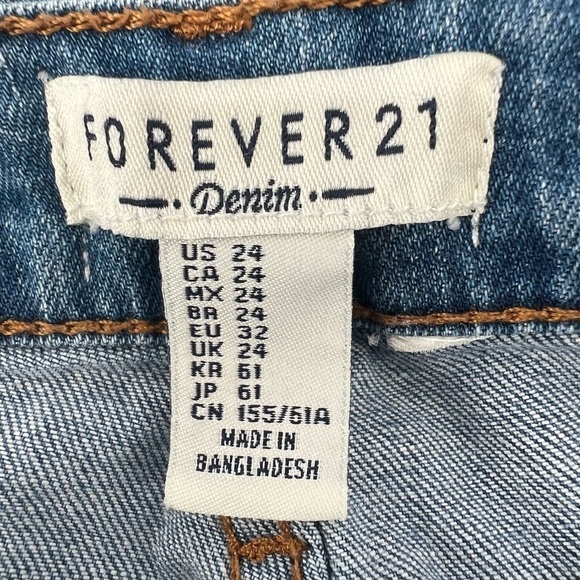 FOREVER 21
Denim
US 24
CA 24
MX 24
BR 24
EU 32
UK 24
KR 61
JP 61
CN 155/61A
MADE IN
BANGLADESH